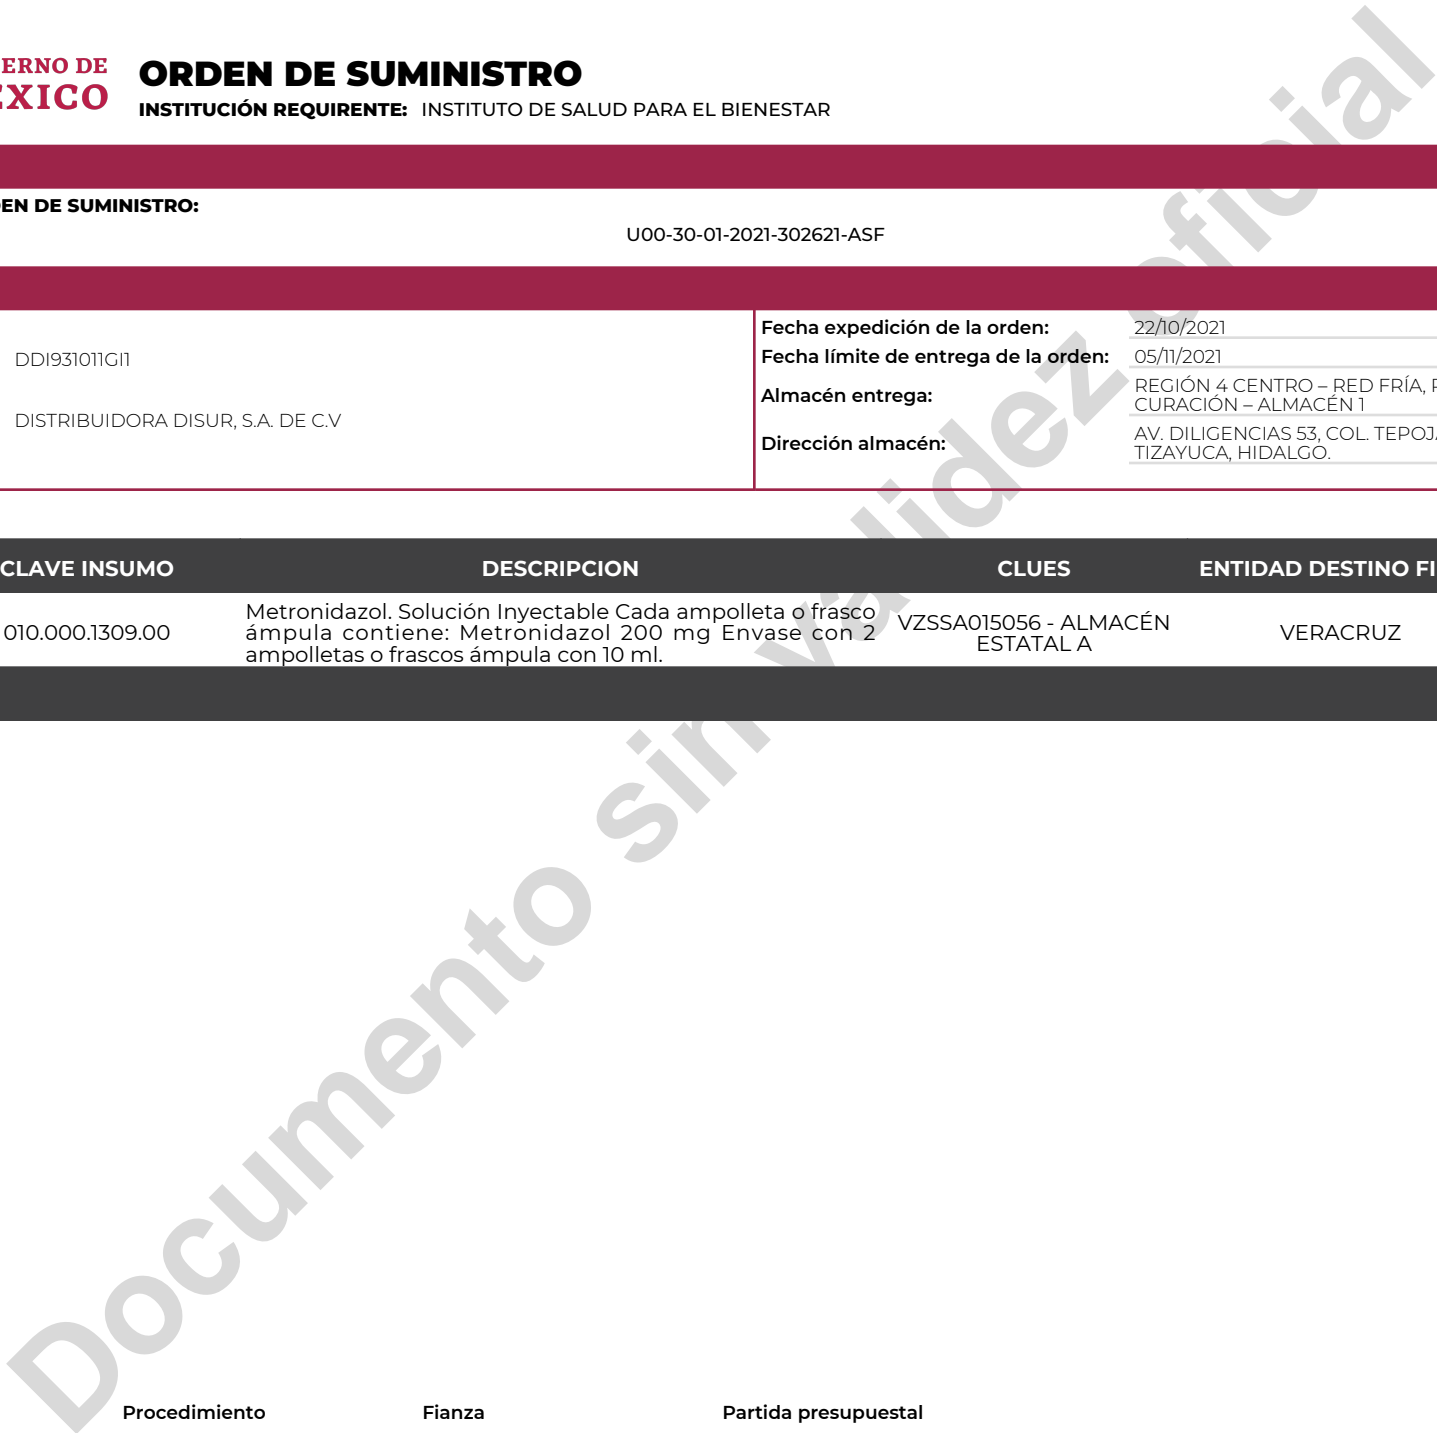 ERNO DE
ÉXICO
ORDEN DE SUMINISTRO
INSTITUCIÓN REQUIRENTE: INSTITUTO DE SALUD PARA EL BIENESTAR
EN DE SUMINISTRO:
U00-30-01-2021-302621-ASF
DDI931011GI1
DISTRIBUIDORA DISUR, S.A. DE C.V
Fecha expedición de la orden: 22/10/2021
Fecha límite de entrega de la orden: 05/11/2021
Almacén entrega: REGIÓN 4 CENTRO – RED FRÍA,
CURACIÓN – ALMACÉN 1
Dirección almacén: AV. DILIGENCIAS 53, COL. TEPOJA
TIZAYUCA, HIDALGO.
CLAVE INSUMO DESCRIPCION CLUES ENTIDAD DESTINO FI
010.000.1309.00
Metronidazol. Solución Inyectable Cada ampolleta o frasco
ámpula contiene: Metronidazol 200 mg Envase con 2
ampolletas o frascos ámpula con 10 ml.
VZSSA015056 - ALMACÉN
ESTATAL A
VERACRUZ
Documento sin validez oficial
Procedimiento Fianza Partida presupuestal